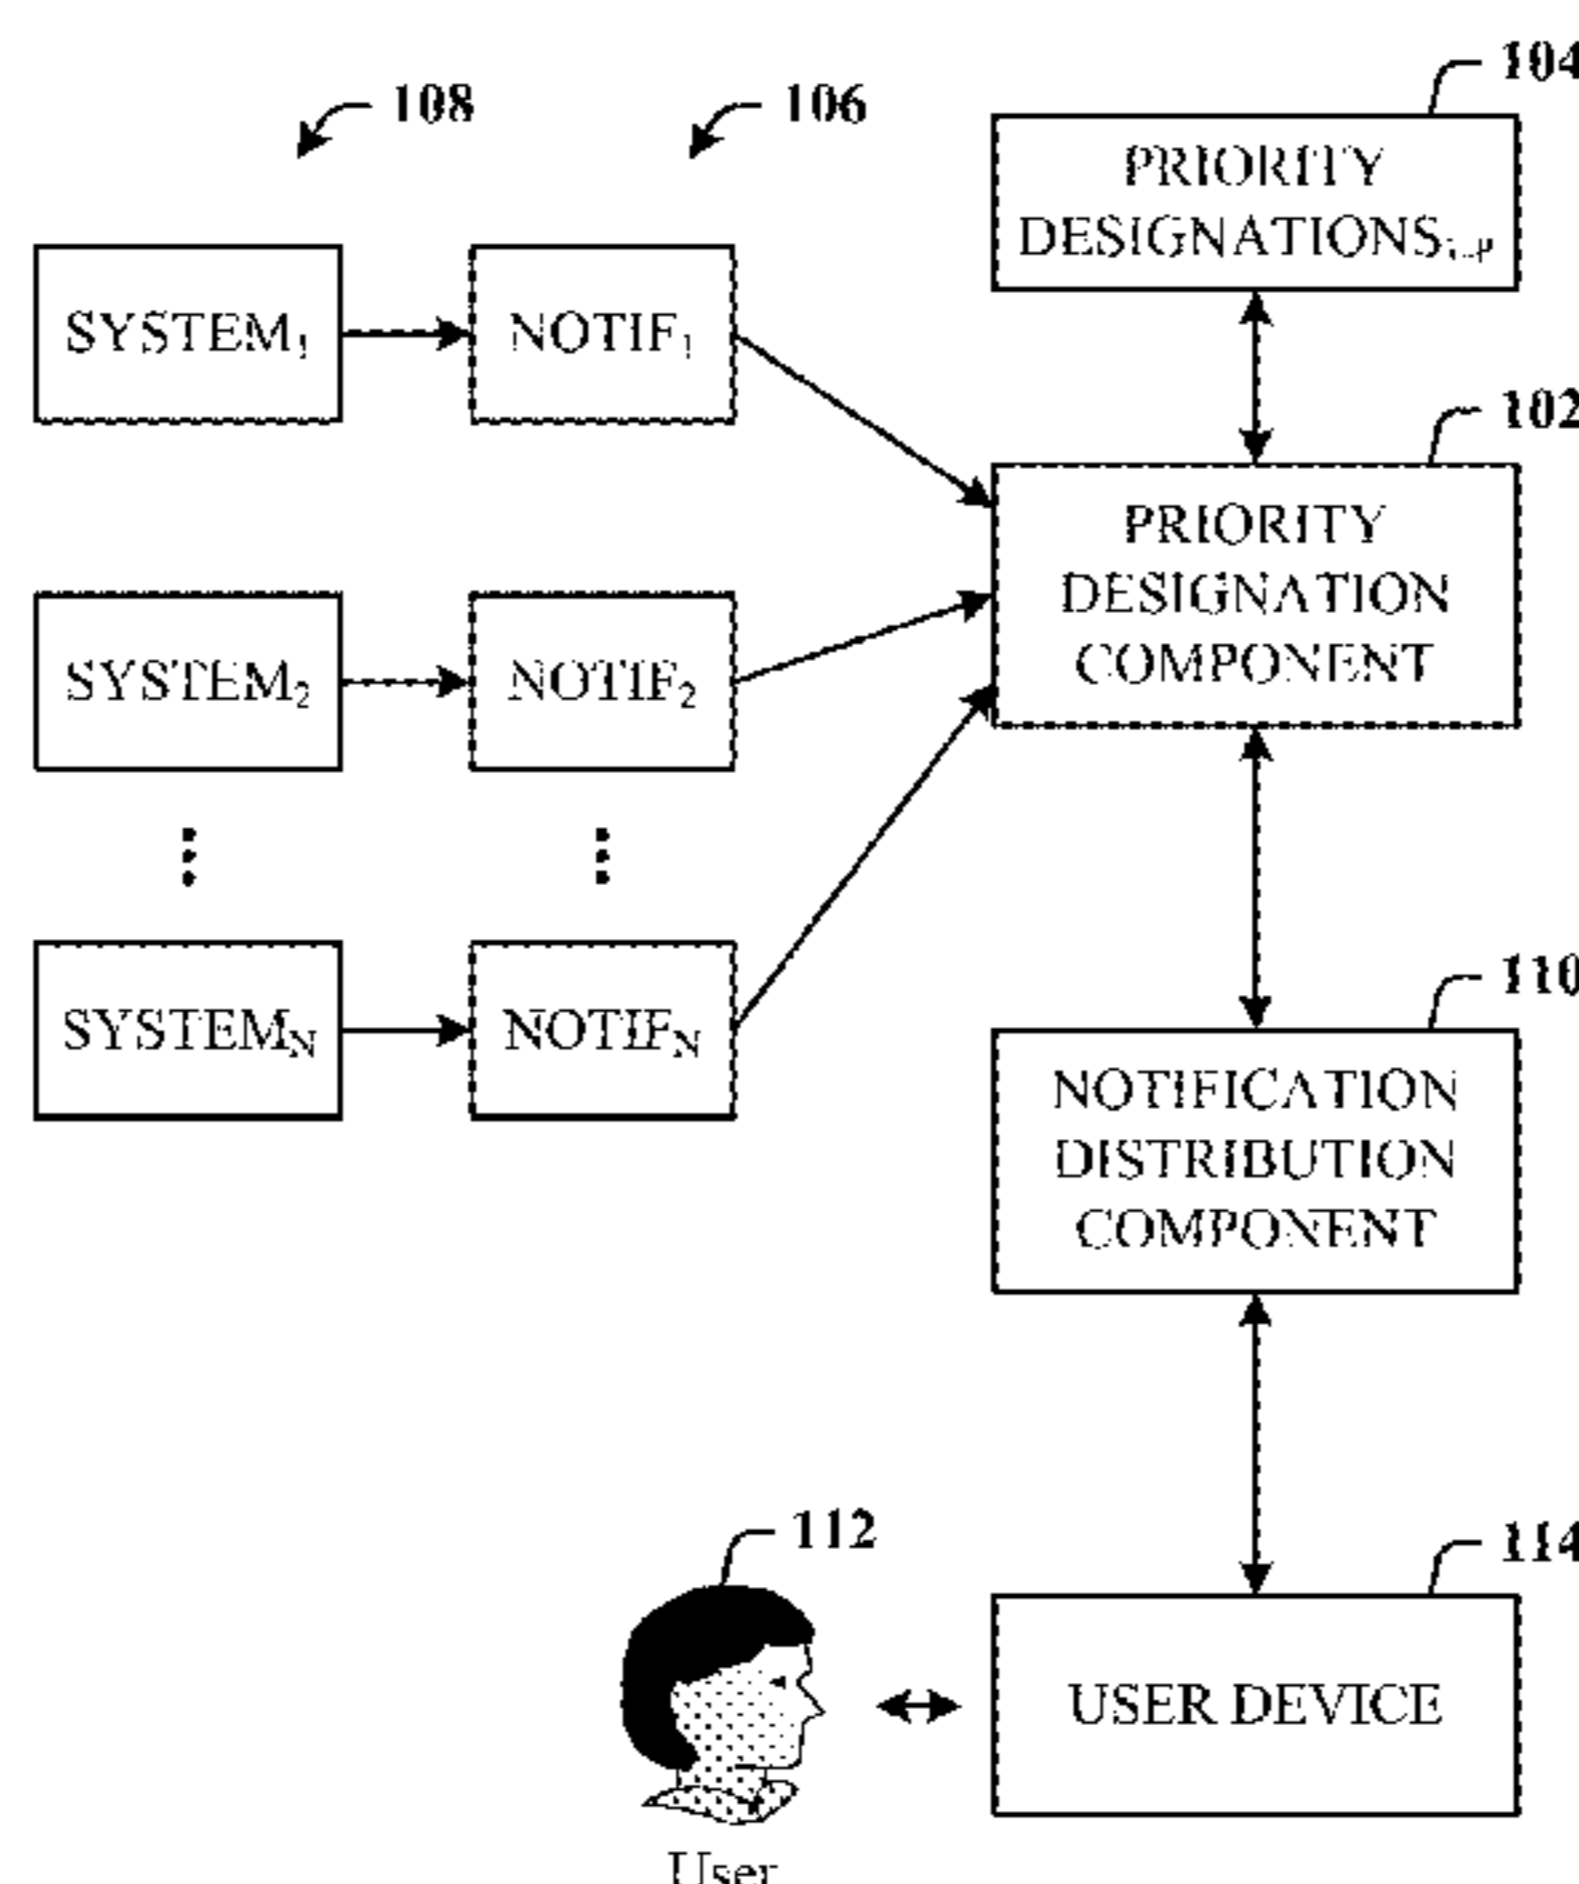 104
108
106
PRIORITY
DESIGNATIONS
SYSTEM1
NOTIF1
102
PRIORITY
DESIGNATION
COMPONENT
SYSTEM2
NOTIF2
110
SYSTEMN
NOTIFN
NOTIFICATION
DISTRIBUTION
COMPONENT
112
114
USER DEVICE
User